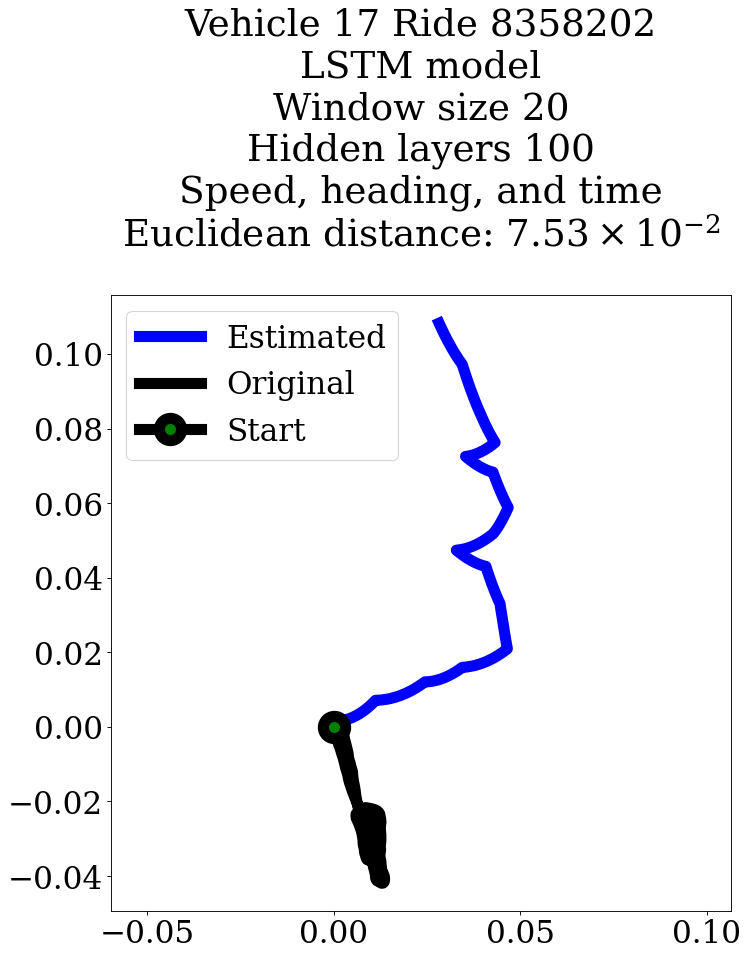 Vehicle 17 Ride 8358202
LSTM model
Window size 20
Hidden layers 100
Speed, heading, and time
Euclidean distance: 7.53 × 10⁻²
Estimated
Original
Start
0.10
0.08
0.06
0.04
0.02
0.00
−0.02
−0.04
−0.05 0.00 0.05 0.10